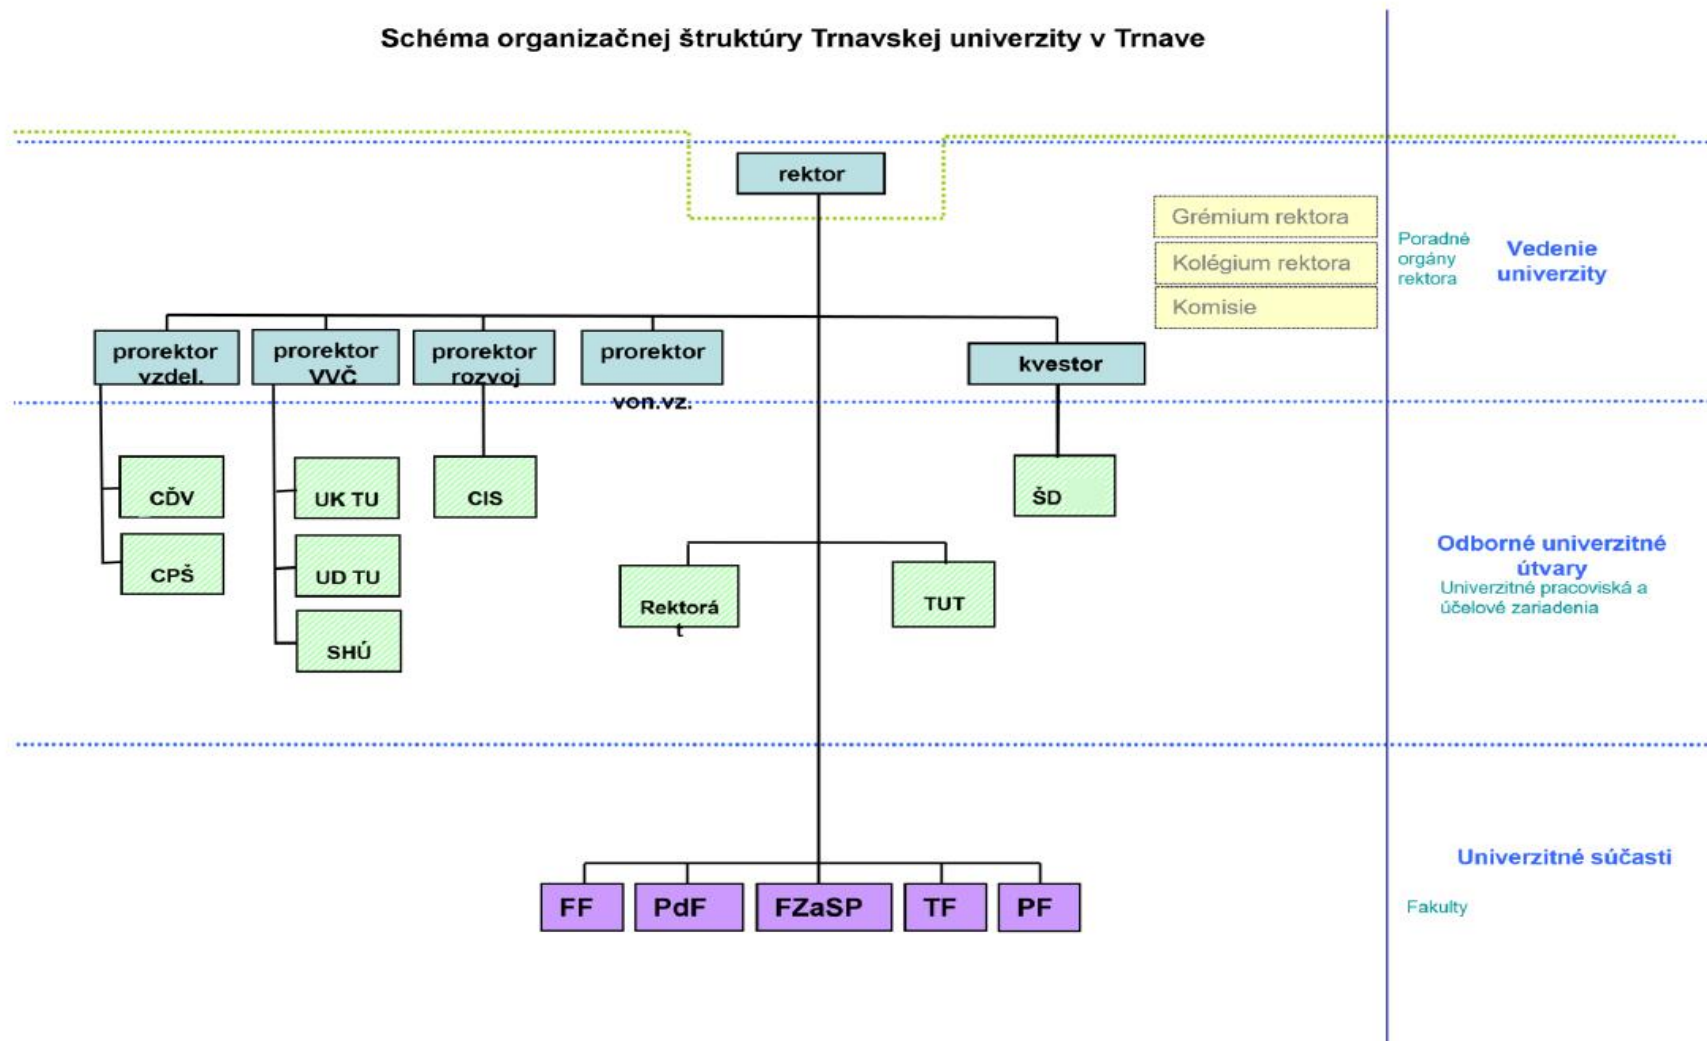 Schéma organizačnej štruktúry Trnavskej univerzity v Trnave
rektor
Grémium rektora
Kolégium rektora
Komisie
Poradné
orgány
rektora
Vedenie
univerzity
prorektor
vzdel.
prorektor
VVČ
prorektor
rozvoj
prorektor
von.vz.
kvestor
CĎV
UK TU
CIS
ŠD
CPŠ
UD TU
SHÚ
Rektorá
t
TUT
Odborné univerzitné
útvary
Univerzitné pracoviská a
účelové zariadenia
FF
PdF
FZaSP
TF
PF
Univerzitné súčasti
Fakulty